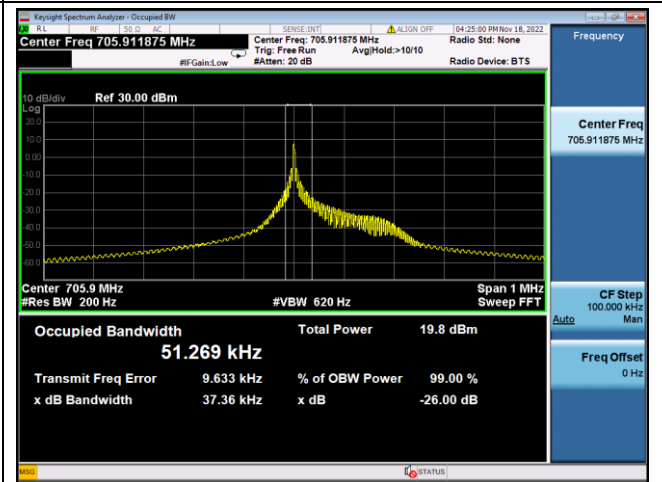 Keysight Spectrum Analyzer - Occupied BW
RL RF 50 Ω AC SENSE:INT ALIGN OFF 04:25:00 PM Nov 18, 2022
Center Freq 705.911875 MHz
Center Freq: 705.911875 MHz Radio Std: None
Trig: Free Run Avg|Hold:>10/10
#IFGain:Low #Atten: 20 dB Radio Device: BTS
Frequency
10 dB/div Ref 30.00 dBm
Log
20.0
10.0
0.00
-10.0
-20.0
-30.0
-40.0
-50.0
-60.0
Center 705.9 MHz Span 1 MHz
#Res BW 200 Hz #VBW 620 Hz Sweep FFT
Occupied Bandwidth Total Power 19.8 dBm
51.269 kHz
Transmit Freq Error 9.633 kHz % of OBW Power 99.00 %
x dB Bandwidth 37.36 kHz x dB -26.00 dB
Center Freq
705.911875 MHz
CF Step
100.000 kHz
Auto Man
Freq Offset
0 Hz
MSG STATUS